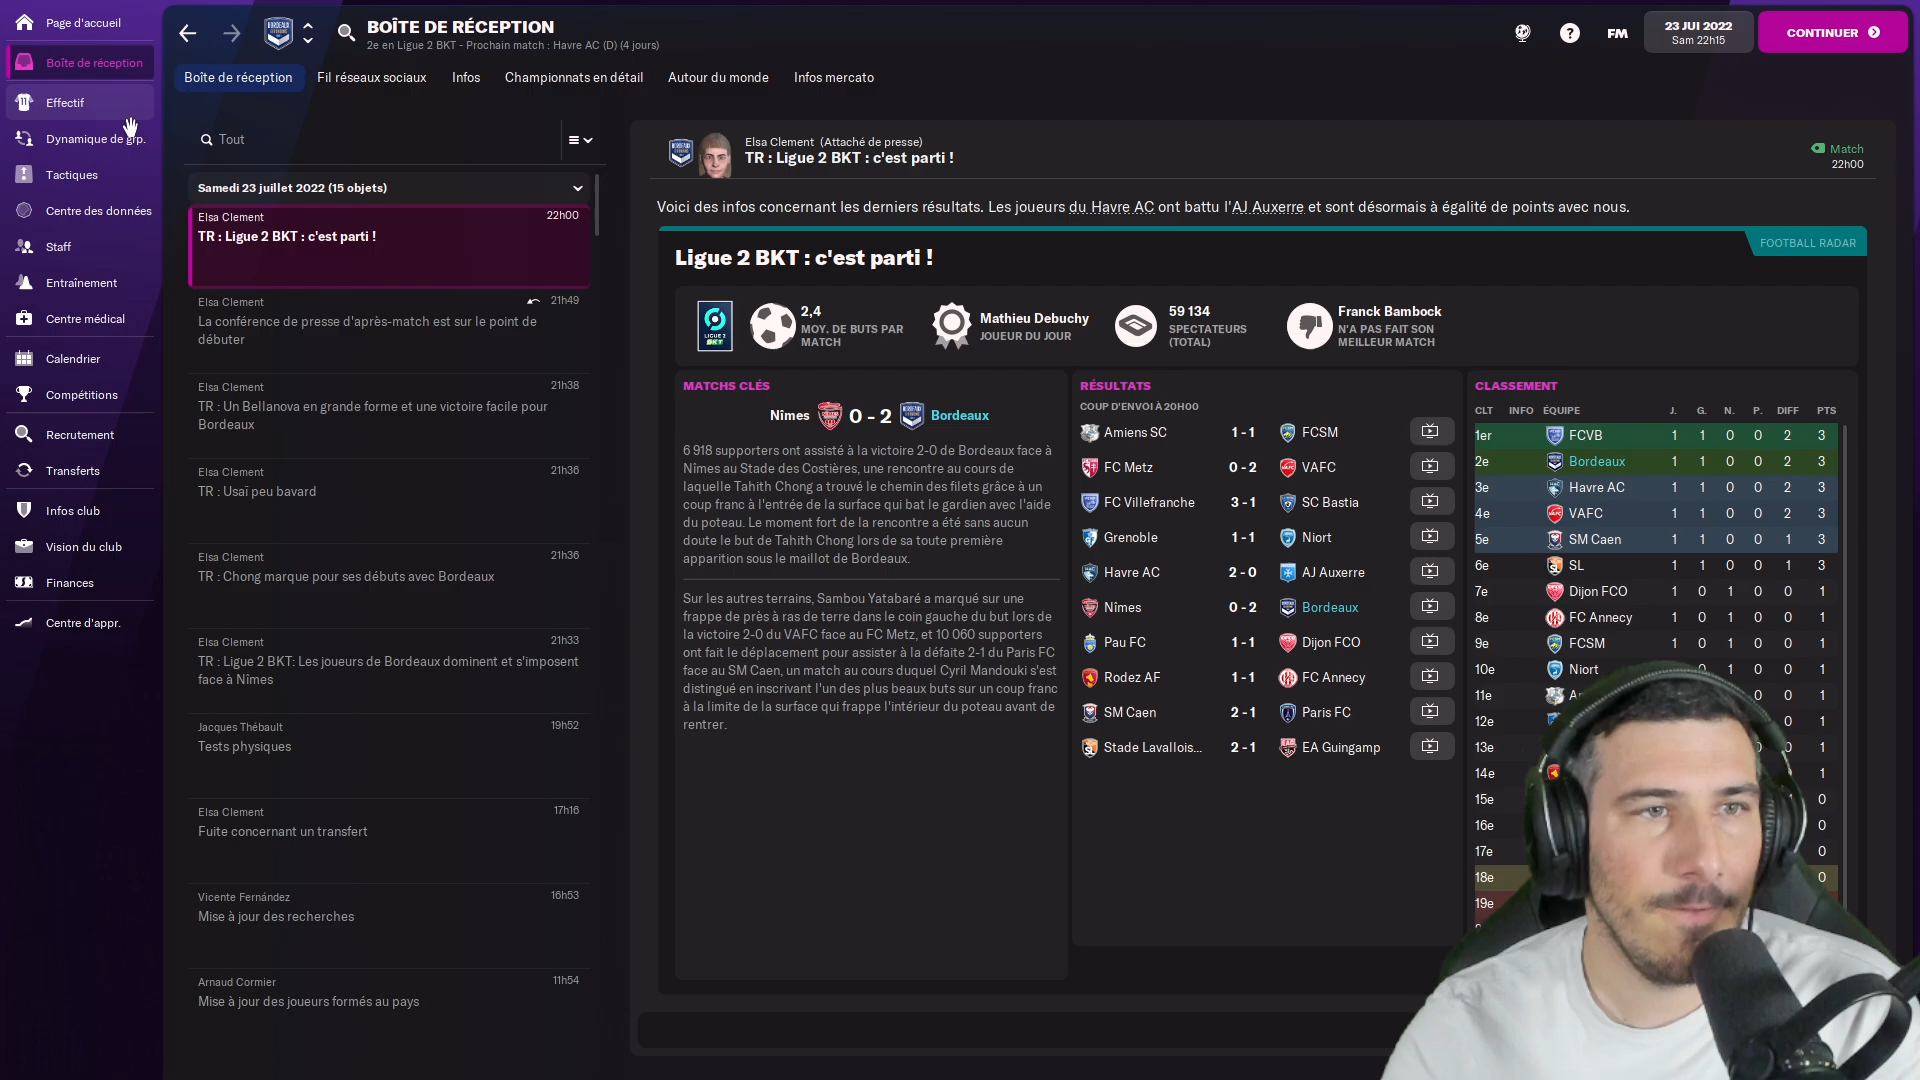 Page d'accueil
Boîte de réception
Effectif
Dynamique de grp.
Tactiques
Centre des données
Staff
Entraînement
Centre médical
Calendrier
Compétitions
Recrutement
Transferts
Infos club
Vision du club
Finances
Centre d'appr.
BOÎTE DE RÉCEPTION
2e en Ligue 2 BKT - Prochain match : Havre AC (D) (4 jours)
FM
23 JUI 2022
Sam 22h15
CONTINUER
Boîte de réception Fil réseaux sociaux Infos Championnats en détail Autour du monde Infos mercato
Tout
Samedi 23 juillet 2022 (15 objets)
Elsa Clement 22h00
TR : Ligue 2 BKT : c'est parti !
Elsa Clement 21h49
La conférence de presse d'après-match est sur le point de
débuter
Elsa Clement 21h38
TR : Un Bellanova en grande forme et une victoire facile pour
Bordeaux
Elsa Clement 21h36
TR : Usaï peu bavard
Elsa Clement 21h36
TR : Chong marque pour ses débuts avec Bordeaux
Elsa Clement 21h33
TR : Ligue 2 BKT: Les joueurs de Bordeaux dominent et s'imposent
face à Nîmes
Jacques Thébault 19h52
Tests physiques
Elsa Clement 17h16
Fuite concernant un transfert
Vicente Fernández 16h53
Mise à jour des recherches
Arnaud Cormier 11h54
Mise à jour des joueurs formés au pays
Elsa Clement (Attaché de presse)
TR : Ligue 2 BKT : c'est parti !
Match
22h00
Voici des infos concernant les derniers résultats. Les joueurs du Havre AC ont battu l'AJ Auxerre et sont désormais à égalité de points avec nous.
FOOTBALL RADAR
Ligue 2 BKT : c'est parti !
2,4
MOY. DE BUTS PAR
MATCH
Mathieu Debuchy
JOUEUR DU JOUR
59 134
SPECTATEURS
(TOTAL)
Franck Bambock
N'A PAS FAIT SON
MEILLEUR MATCH
MATCHS CLÉS
Nîmes 0 - 2 Bordeaux
6 918 supporters ont assisté à la victoire 2-0 de Bordeaux face à
Nîmes au Stade des Costières, une rencontre au cours de
laquelle Tahith Chong a trouvé le chemin des filets grâce à un
coup franc à l'entrée de la surface qui bat le gardien avec l'aide
du poteau. Le moment fort de la rencontre a été sans aucun
doute le but de Tahith Chong lors de sa toute première
apparition sous le maillot de Bordeaux.
Sur les autres terrains, Sambou Yatabaré a marqué sur une
frappe de près à ras de terre dans le coin gauche du but lors de
la victoire 2-0 du VAFC face au FC Metz, et 10 060 supporters
ont fait le déplacement pour assister à la défaite 2-1 du Paris FC
face au SM Caen, un match au cours duquel Cyril Mandouki s'est
distingué en inscrivant l'un des plus beaux buts sur un coup franc
à la limite de la surface qui frappe l'intérieur du poteau avant de
rentrer.
RÉSULTATS
COUP D'ENVOI À 20H00
Amiens SC 1 - 1 FCSM
FC Metz 0 - 2 VAFC
FC Villefranche 3 - 1 SC Bastia
Grenoble 1 - 1 Niort
Havre AC 2 - 0 AJ Auxerre
Nîmes 0 - 2 Bordeaux
Pau FC 1 - 1 Dijon FCO
Rodez AF 1 - 1 FC Annecy
SM Caen 2 - 1 Paris FC
Stade Lavallois... 2 - 1 EA Guingamp
CLASSEMENT
CLT INFO ÉQUIPE J. G. N. P. DIFF PTS
1er FCVB 1 1 0 0 2 3
2e Bordeaux 1 1 0 0 2 3
3e Havre AC 1 1 0 0 2 3
4e VAFC 1 1 0 0 2 3
5e SM Caen 1 1 0 0 1 3
6e SL 1 1 0 0 1 3
7e Dijon FCO 1 0 1 0 0 1
8e FC Annecy 1 0 1 0 0 1
9e FCSM 1 0 1 0 0 1
10e Niort 0 1 0 0 1
11e 0 0 1
12e 0 1
13e 1
14e 1
15e 0
16e 0
17e 0
18e 0
19e